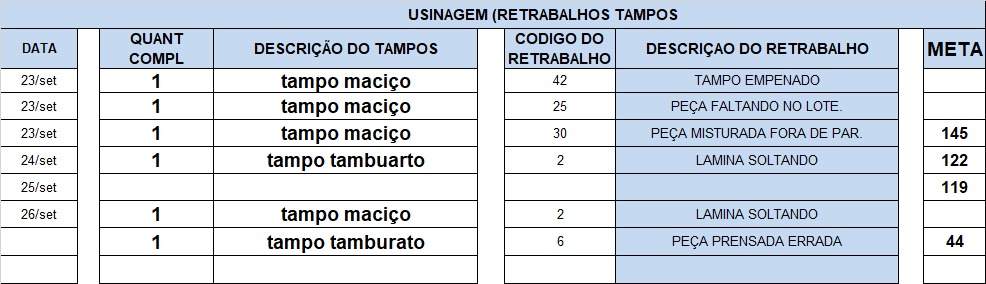 USINAGEM (RETRABALHOS TAMPOS
DATA QUANT COMPL DESCRIÇÃO DO TAMPOS CODIGO DO RETRABALHO DESCRIÇAO DO RETRABALHO META
23/set 1 tampo maciço 42 TAMPO EMPENADO
23/set 1 tampo maciço 25 PEÇA FALTANDO NO LOTE.
23/set 1 tampo maciço 30 PEÇA MISTURADA FORA DE PAR. 145
24/set 1 tampo tambuarto 2 LAMINA SOLTANDO 122
25/set 119
26/set 1 tampo maciço 2 LAMINA SOLTANDO
1 tampo tamburato 6 PEÇA PRENSADA ERRADA 44